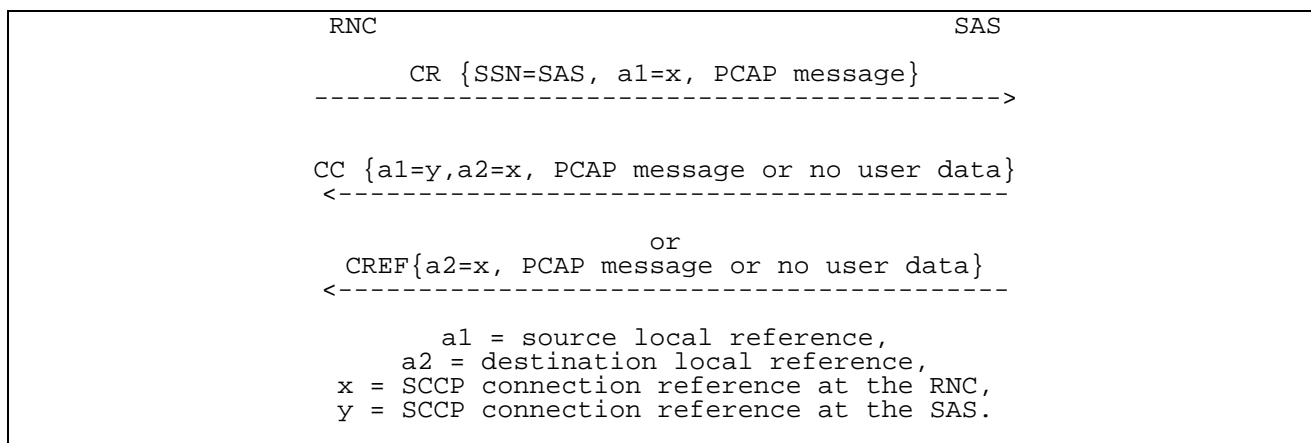 RNC SAS
CR {SSN=SAS, a1=x, PCAP message}
------------------------------------------->
CC {a1=y,a2=x, PCAP message or no user data}
<------------------------------------------
or
CREF{a2=x, PCAP message or no user data}
<------------------------------------------
a1 = source local reference,
a2 = destination local reference,
x = SCCP connection reference at the RNC,
y = SCCP connection reference at the SAS.